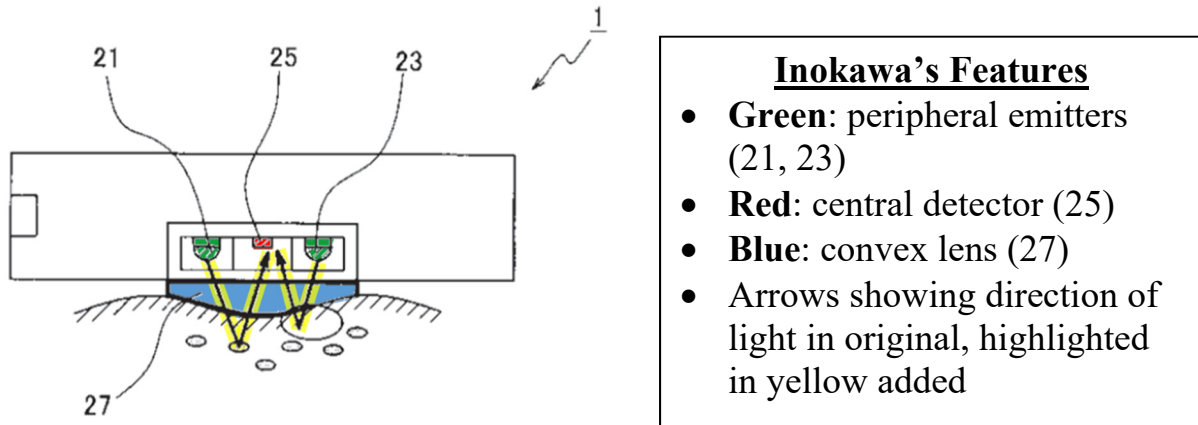 1
21
25
23
27
Inokawa’s Features
• Green: peripheral emitters
(21, 23)
• Red: central detector (25)
• Blue: convex lens (27)
• Arrows showing direction of
light in original, highlighted
in yellow added